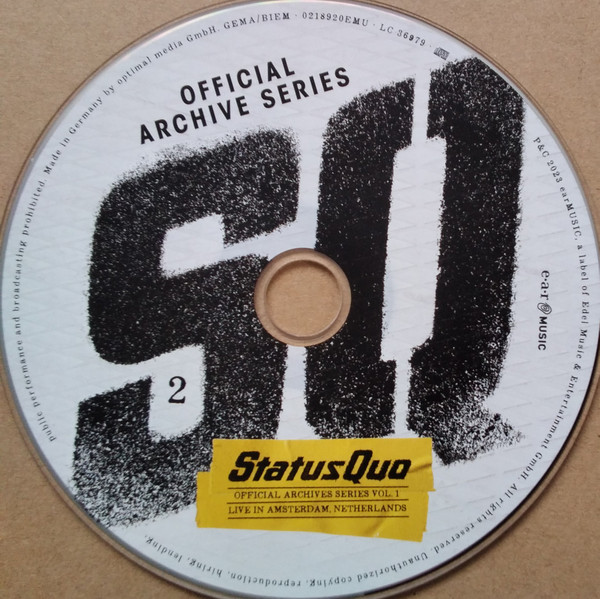 OFFICIAL
ARCHIVE SERIES
SQ
2
StatusQuo
OFFICIAL ARCHIVES SERIES VOL. 1
LIVE IN AMSTERDAM, NETHERLANDS
e·a·r MUSIC
P&C 2023 earMUSIC, a label of Edel Music & Entertainment GmbH. All rights reserved. Unauthorized copying, reproduction, hiring, lending, public performance and broadcasting prohibited. Made in Germany by optimal media GmbH. GEMA/BIEM · 0218920EMU · LC 36979 ·